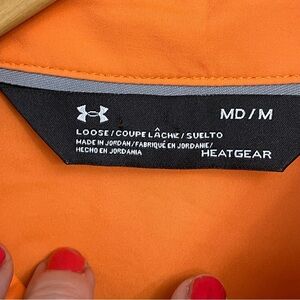 MD/M
LOOSE/COUPE LÂCHE/SUELTO
MADE IN JORDAN/FABRIQUÉ EN JORDANIE/
HECHO EN JORDANIA
HEATGEAR